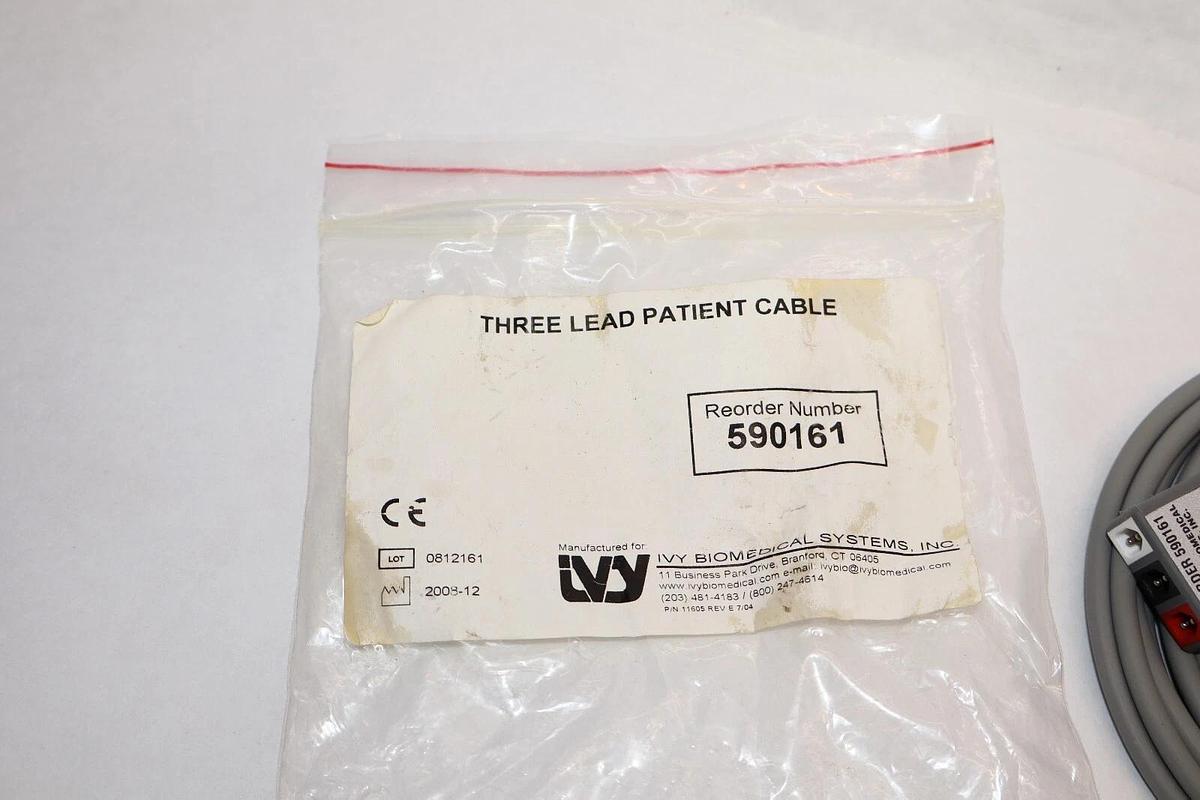 THREE LEAD PATIENT CABLE
Reorder Number
590161
CE
LOT 0812161
2008-12
Manufactured for:
ivy
IVY BIOMEDICAL SYSTEMS, INC.
11 Business Park Drive, Branford, CT 06405
www.ivybiomedical.com e-mail: ivybio@ivybiomedical.com
(203) 481-4183 / (800) 247-4614
P/N 11605 REV E 7/04
590161
INC.